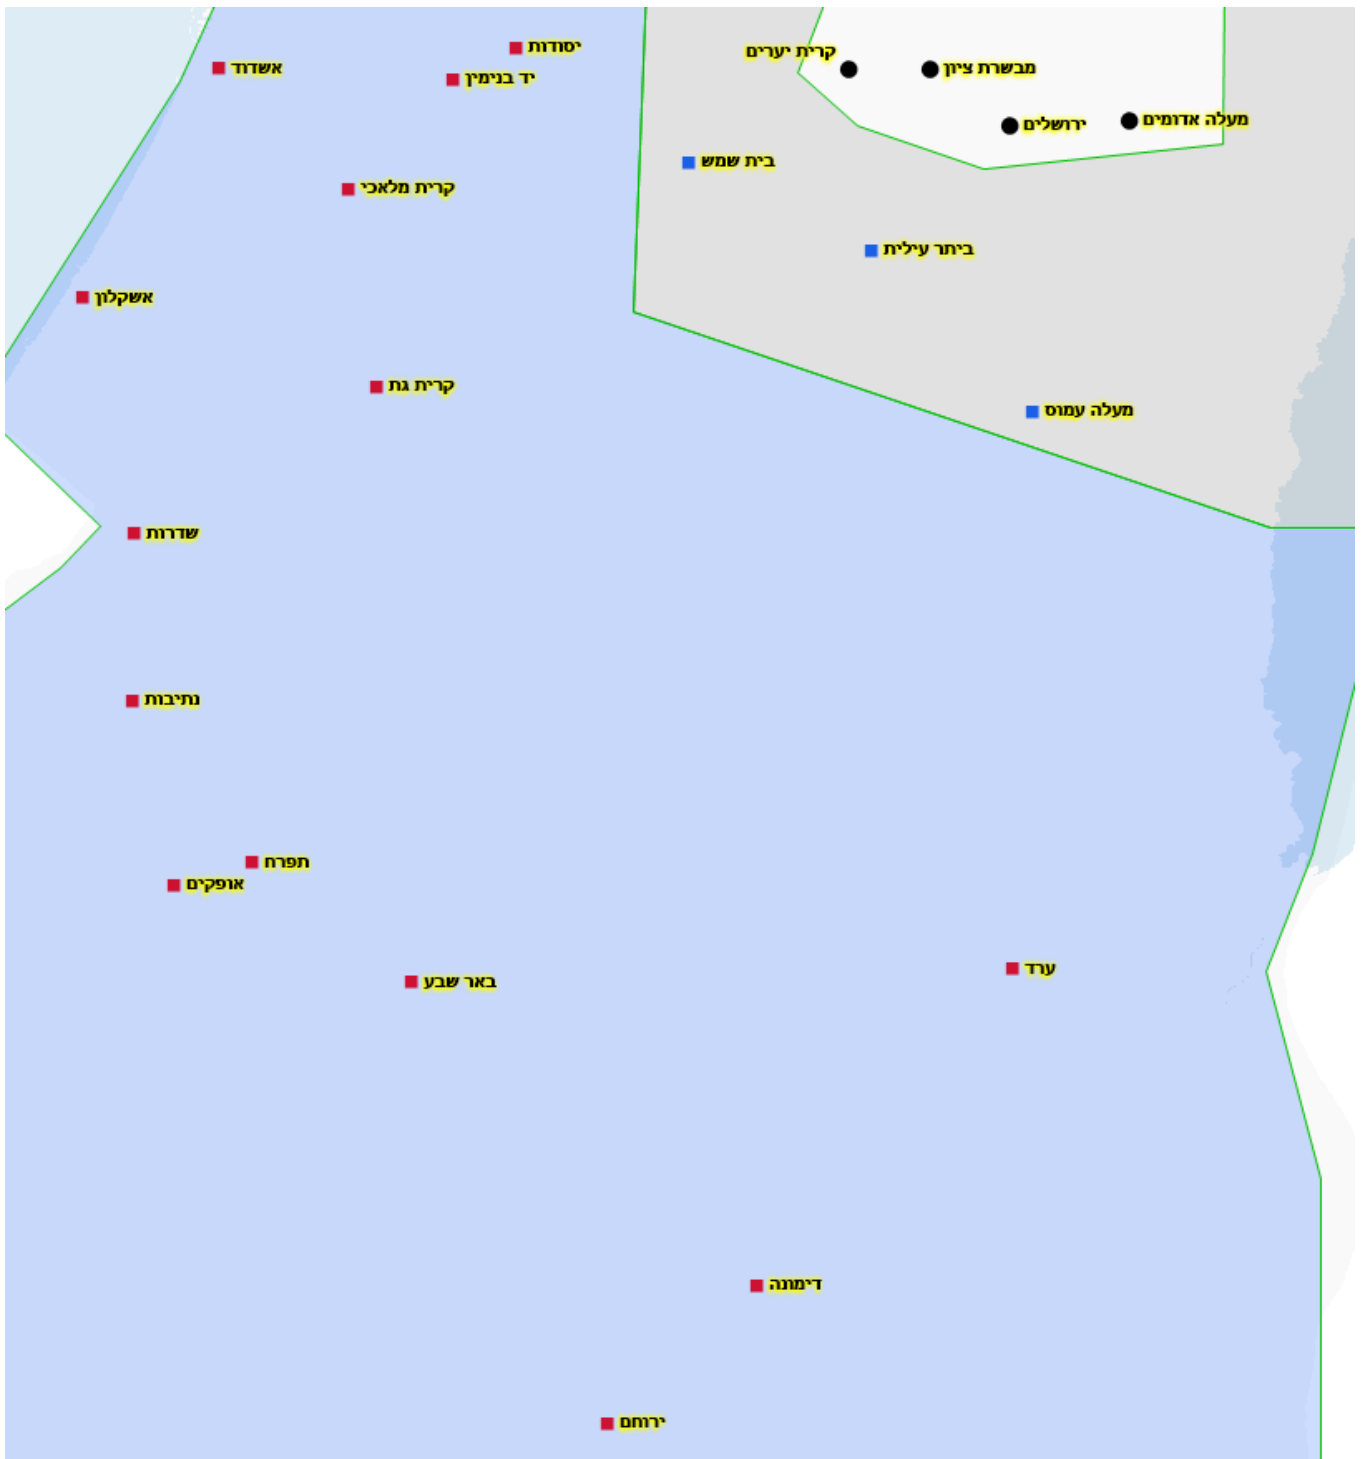 יסודות
קרית יערים
אשדוד
מבשרת ציון
יד בנימין
מעלה אדומים
ירושלים
בית שמש
קרית מלאכי
ביתר עילית
אשקלון
קרית גת
מעלה עמוס
שדרות
נתיבות
תפרח
אופקים
ערד
באר שבע
דימונה
ירוחם